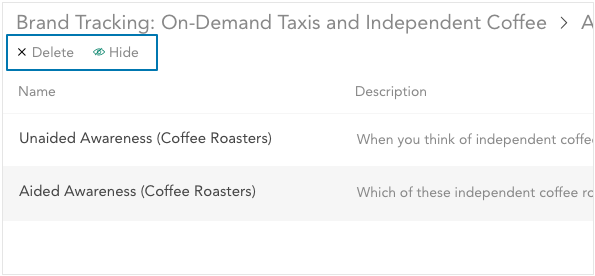 Brand Tracking: On-Demand Taxis and Independent Coffee > A
× Delete Hide
Name Description
Unaided Awareness (Coffee Roasters) When you think of independent coffe
Aided Awareness (Coffee Roasters) Which of these independent coffee ro